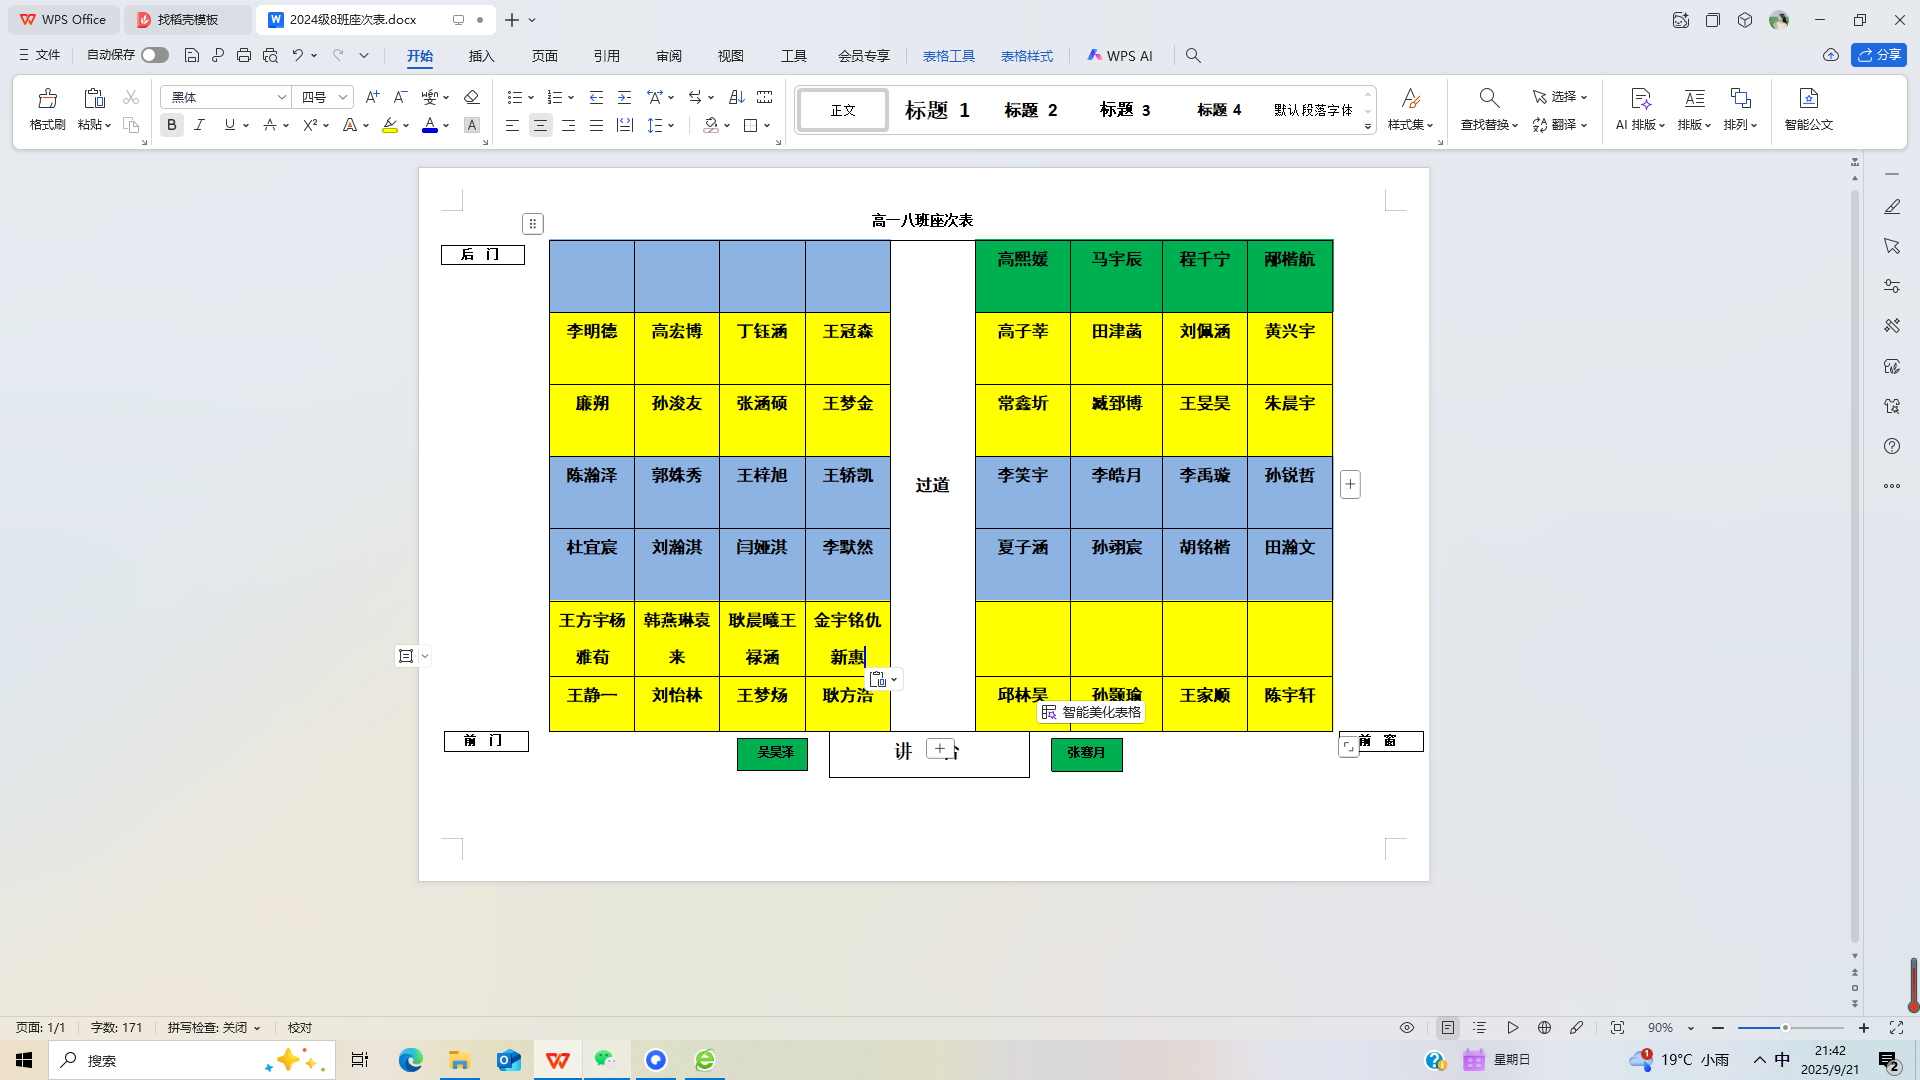 WPS Office
找稻壳模板
2024级8班座次表.docx
文件
自动保存
开始
插入
页面
引用
审阅
视图
工具
会员专享
表格工具
表格样式
WPS AI
分享
格式刷
粘贴
黑体
四号
正文
标题 1
标题 2
标题 3
标题 4
默认段落字体
样式集
查找替换
选择
翻译
AI 排版
排版
排列
智能公文
高一八班座次表
后 门
高熙媛 马宇辰 程千宁 邴楷航
李明德 高宏博 丁钰涵 王冠森 高子莘 田津菡 刘佩涵 黄兴宇
廉朔 孙浚友 张涵硕 王梦金 常鑫圻 臧郅博 王旻昊 朱晨宇
陈瀚泽 郭姝秀 王梓旭 王轿凯 过道 李笑宇 李皓月 李禹璇 孙锐哲
杜宜宸 刘瀚淇 闫娅淇 李默然 夏子涵 孙翊宸 胡铭楷 田瀚文
王方宇杨 韩燕琳袁 耿晨曦王 金宇铭仇
雅荀 来 禄涵 新惠
王静一 刘怡林 王梦炀 耿方浩 邱林昊 孙颢瑜 王家顺 陈宇轩
智能美化表格
前 门
吴昊泽
讲 台
张骞月
前 窗
页面: 1/1
字数: 171
拼写检查: 关闭
校对
90%
搜索
星期日
1
19°C 小雨
中
21:42
2025/9/21
2